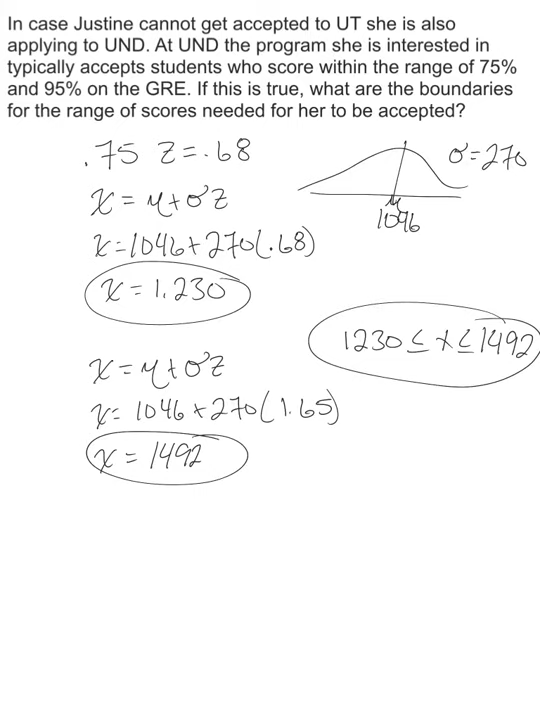 In case Justine cannot get accepted to UT she is also
applying to UND. At UND the program she is interested in
typically accepts students who score within the range of 75%
and 95% on the GRE. If this is true, what are the boundaries
for the range of scores needed for her to be accepted?
.75 Z=.68
σ=270
x = μ+σZ
μ
1046
x=1046+270(.68)
x = 1,230
1230 ≤ x ≤ 1492
x = μ+σZ
x= 1046+270(1.65)
x = 1492